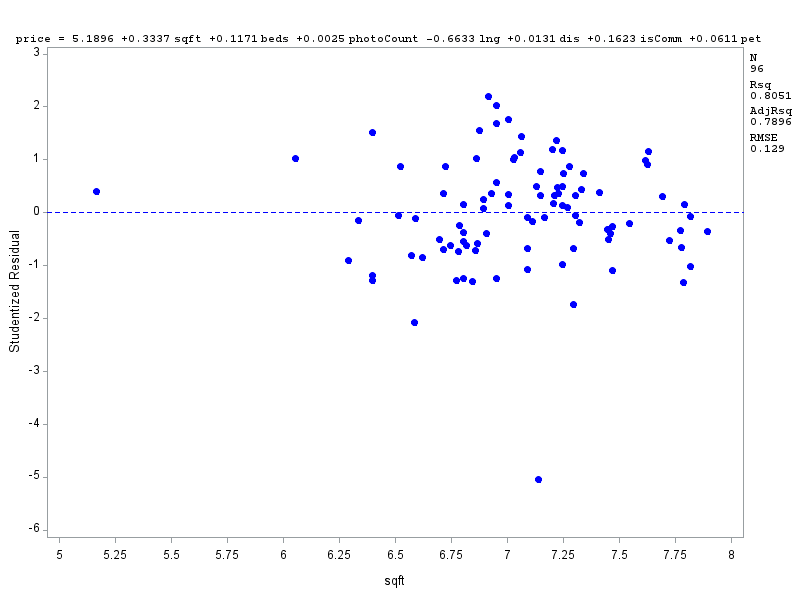 price = 5.1896 +0.3337 sqft +0.1171 beds +0.0025 photoCount -0.6633 lng +0.0131 dis +0.1623 isComm +0.0611 pet
N
96
Rsq
0.8051
AdjRsq
0.7896
RMSE
0.129
3
2
1
0
-1
-2
-3
-4
-5
-6
Studentized Residual
5 5.25 5.5 5.75 6 6.25 6.5 6.75 7 7.25 7.5 7.75 8
sqft